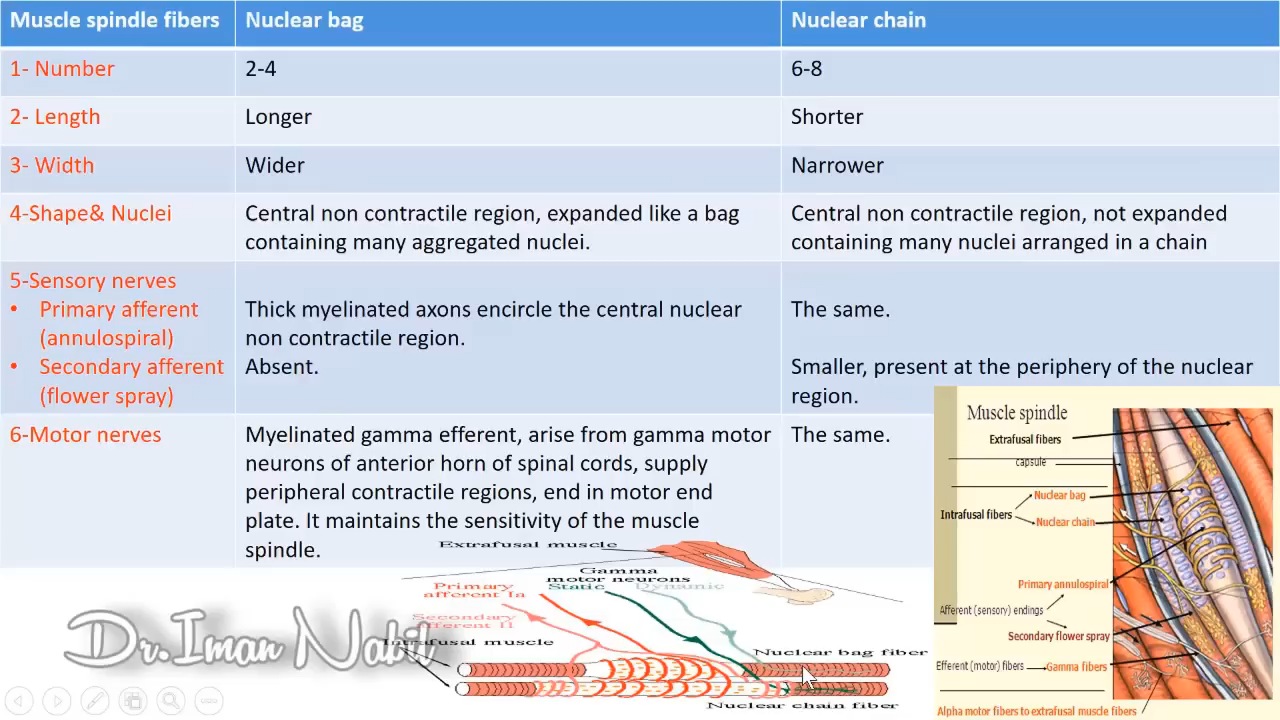 Muscle spindle fibers
Nuclear bag
Nuclear chain
1- Number
2-4
6-8
2- Length
Longer
Shorter
3- Width
Wider
Narrower
4-Shape& Nuclei
Central non contractile region, expanded like a bag
containing many aggregated nuclei.
Central non contractile region, not expanded
containing many nuclei arranged in a chain
5-Sensory nerves
• Primary afferent
(annulospiral)
Thick myelinated axons encircle the central nuclear
non contractile region.
The same.
• Secondary afferent
(flower spray)
Absent.
Smaller, present at the periphery of the nuclear
region.
6-Motor nerves
Myelinated gamma efferent, arise from gamma motor
neurons of anterior horn of spinal cords, supply
peripheral contractile regions, end in motor end
plate. It maintains the sensitivity of the muscle
spindle.
The same.
Muscle spindle
Extrafusal fibers
capsule
Nuclear bag
Intrafusal fibers
Nuclear chain
Primary annulospiral
Afferent (sensory) endings
Secondary flower spray
Efferent (motor) fibers
Gamma fibers
Alpha motor fibers to extrafusal muscle fibers
Extrafusal muscle
Gamma
motor neurons
Static Dynamic
Primary
afferent Ia
Secondary
afferent II
Intrafusal muscle
Nuclear bag fiber
Nuclear chain fiber
Dr.Iman Nabil